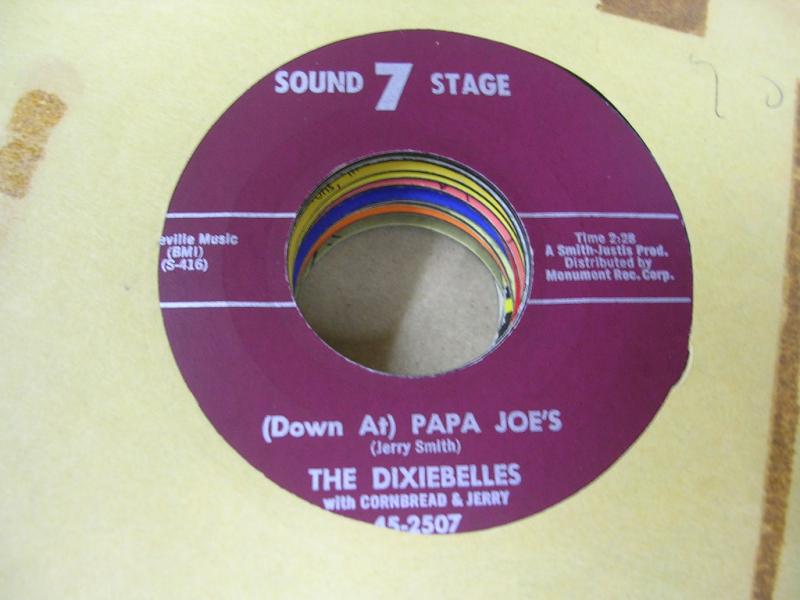 SOUND 7 STAGE
eville Music
(BMI)
(S-416)
Time 2:28
A Smith-Justis Prod.
Distributed by
Monument Rec. Corp.
(Down At) PAPA JOE'S
(Jerry Smith)
THE DIXIEBELLES
with CORNBREAD & JERRY
45-2507